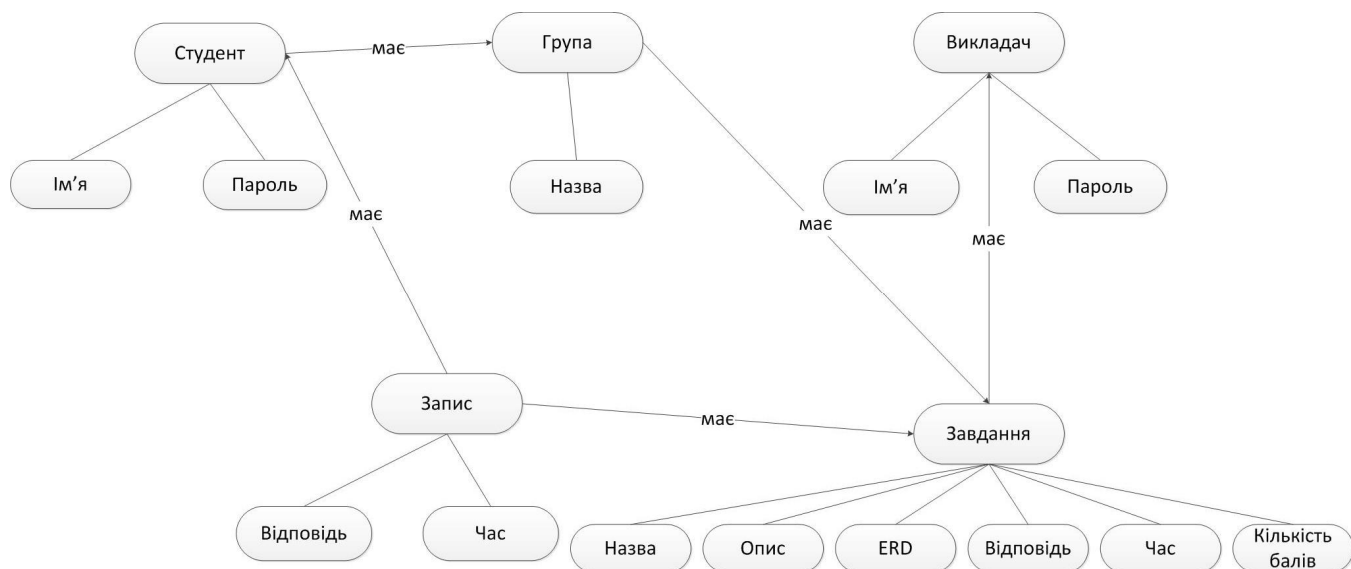 Студент
має
Група
Викладач
Ім’я
Пароль
Назва
Ім’я
Пароль
має
має
має
Запис
має
Завдання
Відповідь
Час
Назва
Опис
ERD
Відповідь
Час
Кількість
балів